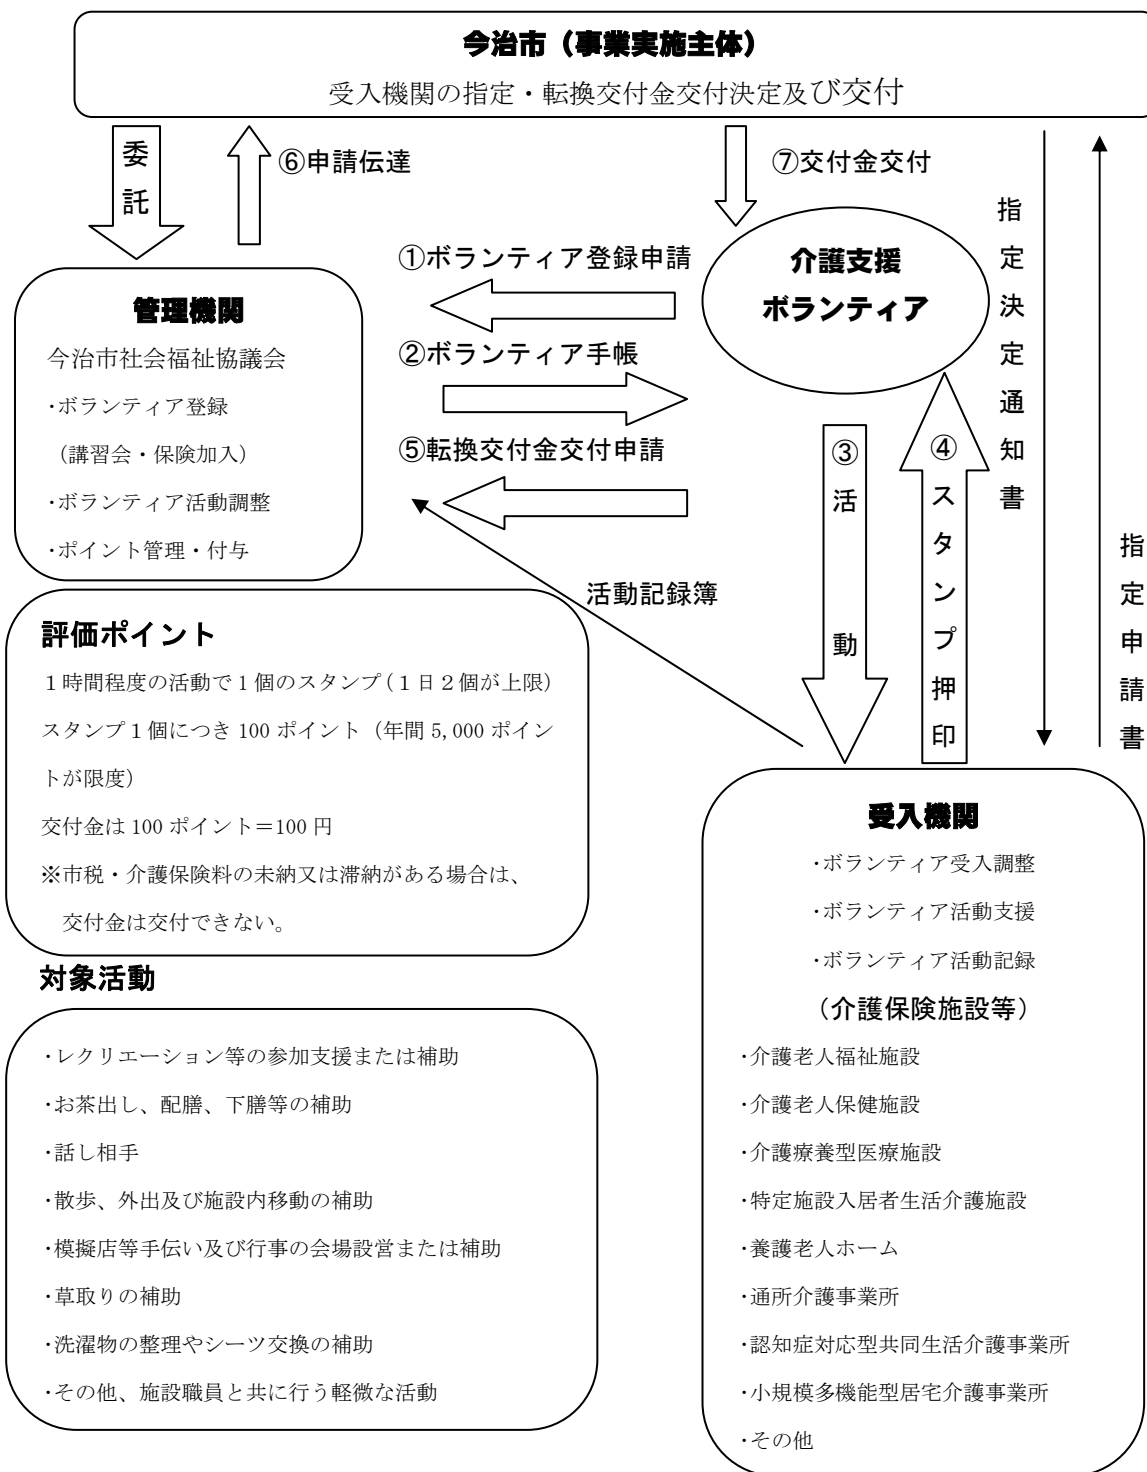 今治市（事業実施主体）
受入機関の指定・転換交付金交付決定及び交付
委託
⑥申請伝達
⑦交付金交付
①ボランティア登録申請
②ボランティア手帳
⑤転換交付金交付申請
介護支援
ボランティア
指定決定通知書
指定申請書
③活動
④スタンプ押印
活動記録簿
管理機関
今治市社会福祉協議会
・ボランティア登録
（講習会・保険加入）
・ボランティア活動調整
・ポイント管理・付与
評価ポイント
１時間程度の活動で１個のスタンプ（１日２個が上限）
スタンプ１個につき 100 ポイント（年間 5,000 ポイン
トが限度）
交付金は 100 ポイント＝100 円
※市税・介護保険料の未納又は滞納がある場合は、
交付金は交付できない。
対象活動
・レクリエーション等の参加支援または補助
・お茶出し、配膳、下膳等の補助
・話し相手
・散歩、外出及び施設内移動の補助
・模擬店等手伝い及び行事の会場設営または補助
・草取りの補助
・洗濯物の整理やシーツ交換の補助
・その他、施設職員と共に行う軽微な活動
受入機関
・ボランティア受入調整
・ボランティア活動支援
・ボランティア活動記録
（介護保険施設等）
・介護老人福祉施設
・介護老人保健施設
・介護療養型医療施設
・特定施設入居者生活介護施設
・養護老人ホーム
・通所介護事業所
・認知症対応型共同生活介護事業所
・小規模多機能型居宅介護事業所
・その他